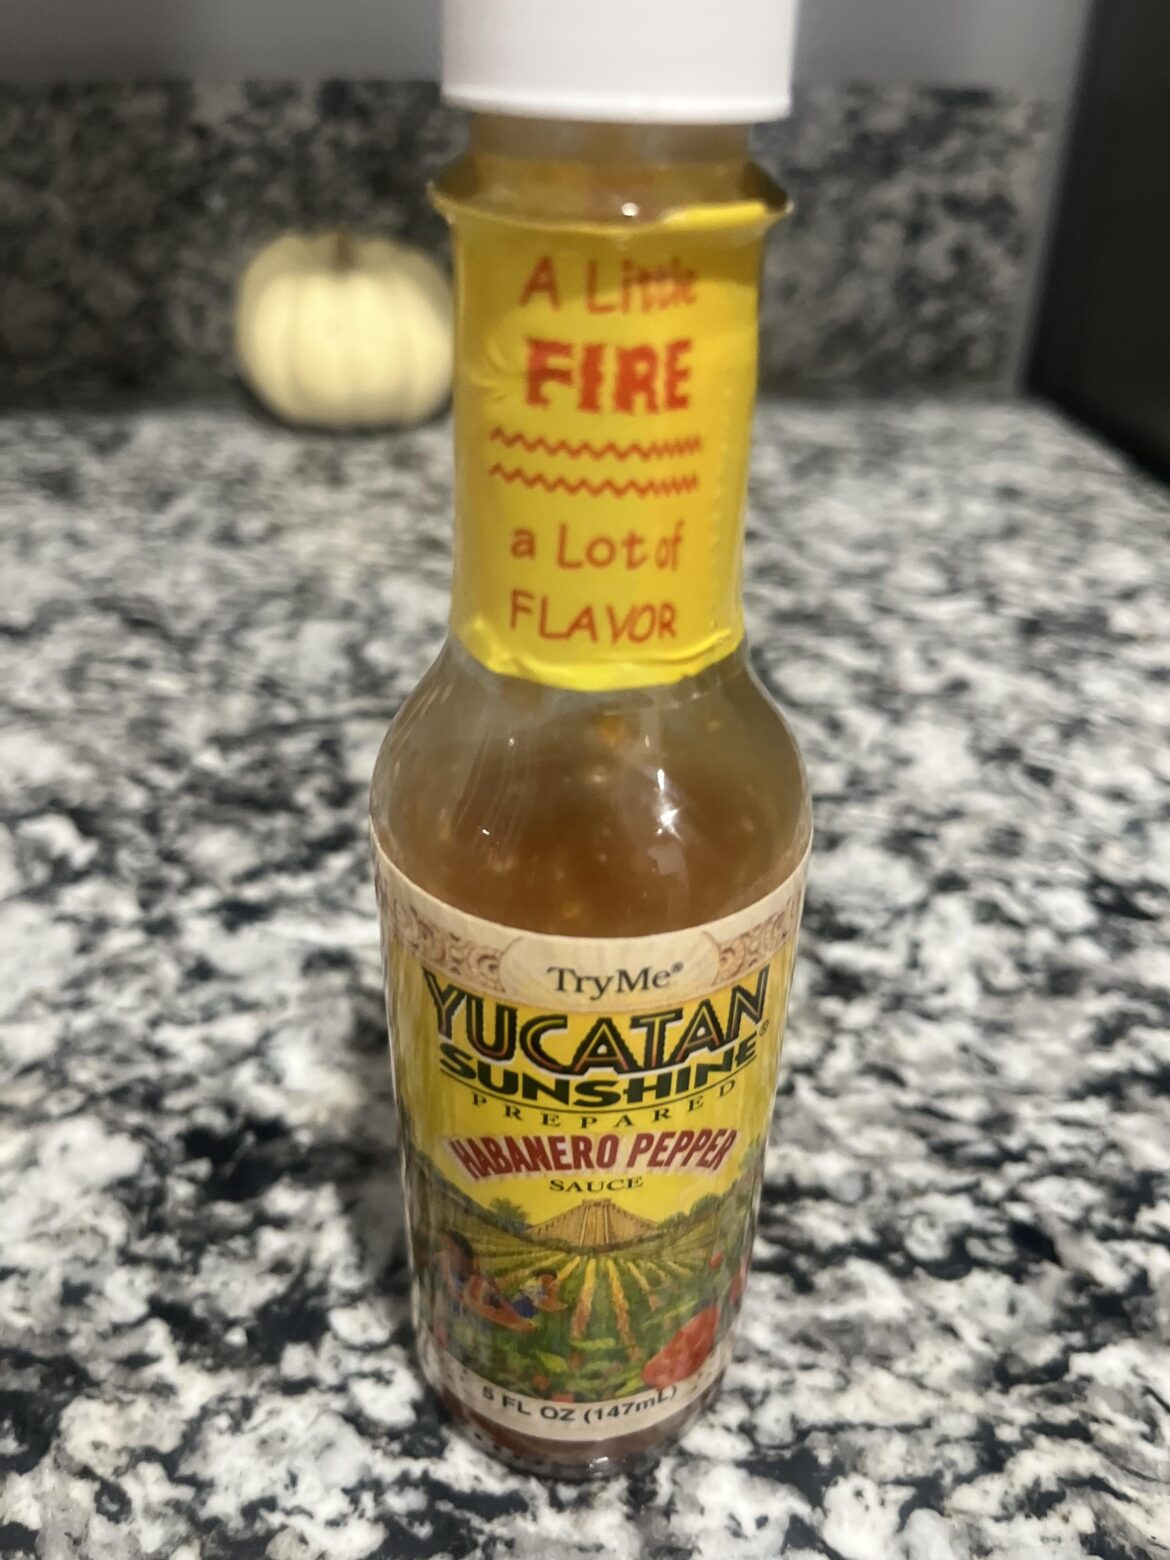 A Little
FIRE
a Lot of
FLAVOR
TryMe®
YUCATAN
SUNSHINE®
PREPARED
HABANERO PEPPER
SAUCE
5 FL OZ (147mL)